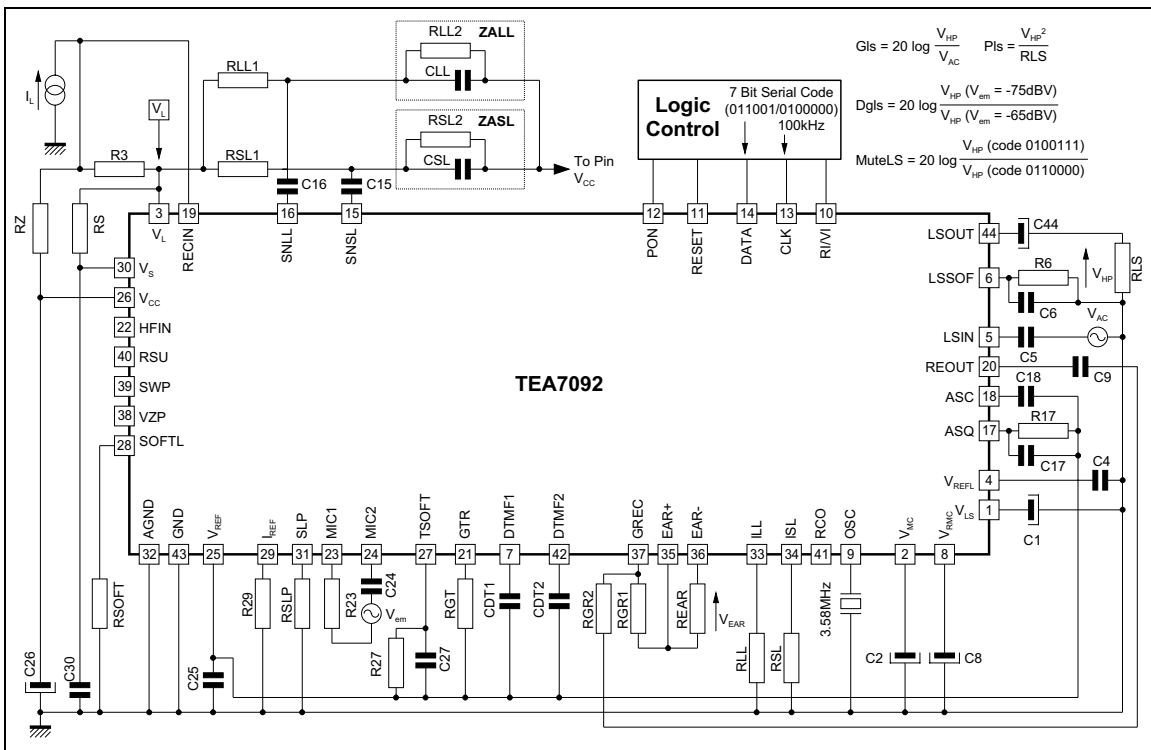 RLL2 ZALL
CLL
RLL1
RSL2 ZASL
CSL
RSL1
To Pin
V_CC
I_L
V_L
R3
RZ
RS
C16
C15
Logic
Control
7 Bit Serial Code
(011001/0100000)
100kHz
Gls = 20 log V_HP / V_AC
Pls = V_HP² / RLS
Dgls = 20 log V_HP (V_em = -75dBV) / V_HP (V_em = -65dBV)
MuteLS = 20 log V_HP (code 0100111) / V_HP (code 0110000)
3 V_L
19 RECIN
16 SNLL
15 SNSL
12 PON
11 RESET
14 DATA
13 CLK
10 RI/VI
30 V_S
26 V_CC
22 HFIN
40 RSU
39 SWP
38 VZP
28 SOFTL
TEA7092
LSOUT 44
LSSOF 6
LSIN 5
REOUT 20
ASC 18
ASQ 17
V_REFL 4
V_LS 1
C44
RLS
V_HP
R6
C6
V_AC
C5
C9
C18
R17
C17
C4
C1
AGND 32
GND 43
V_REF 25
I_REF 29
SLP 31
MIC1 23
MIC2 24
TSOFT 27
GTR 21
DTMF1 7
DTMF2 42
GREC 37
EAR+ 35
EAR- 36
ILL 33
ISL 34
RCO 41
OSC 9
V_MC 2
V_RMC 8
RSOFT
C26
C30
C25
R29
RSLP
R23
C24
V_em
R27
C27
RGT
CDT1
CDT2
RGR2
RGR1
REAR
V_EAR
RLL
RSL
3.58MHz
C2
C8